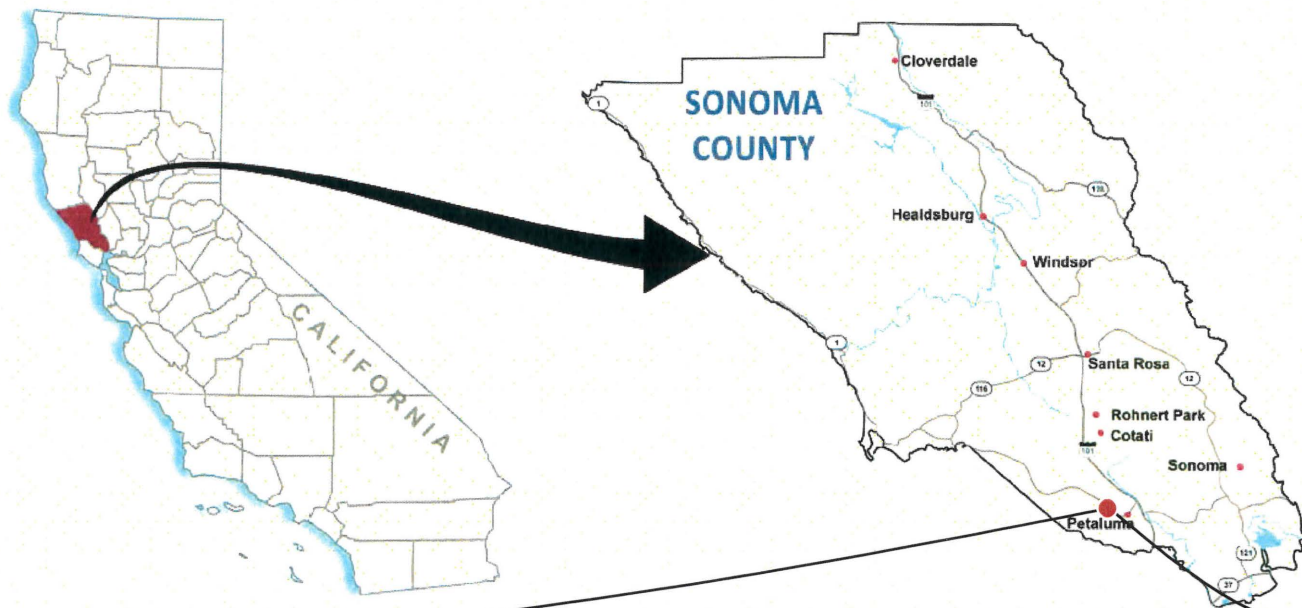 CALIFORNIA
SONOMA
COUNTY
Cloverdale
1
101
128
Healdsburg
Windsor
1
12
Santa Rosa
116
12
Rohnert Park
Cotati
101
Sonoma
Petaluma
121
37